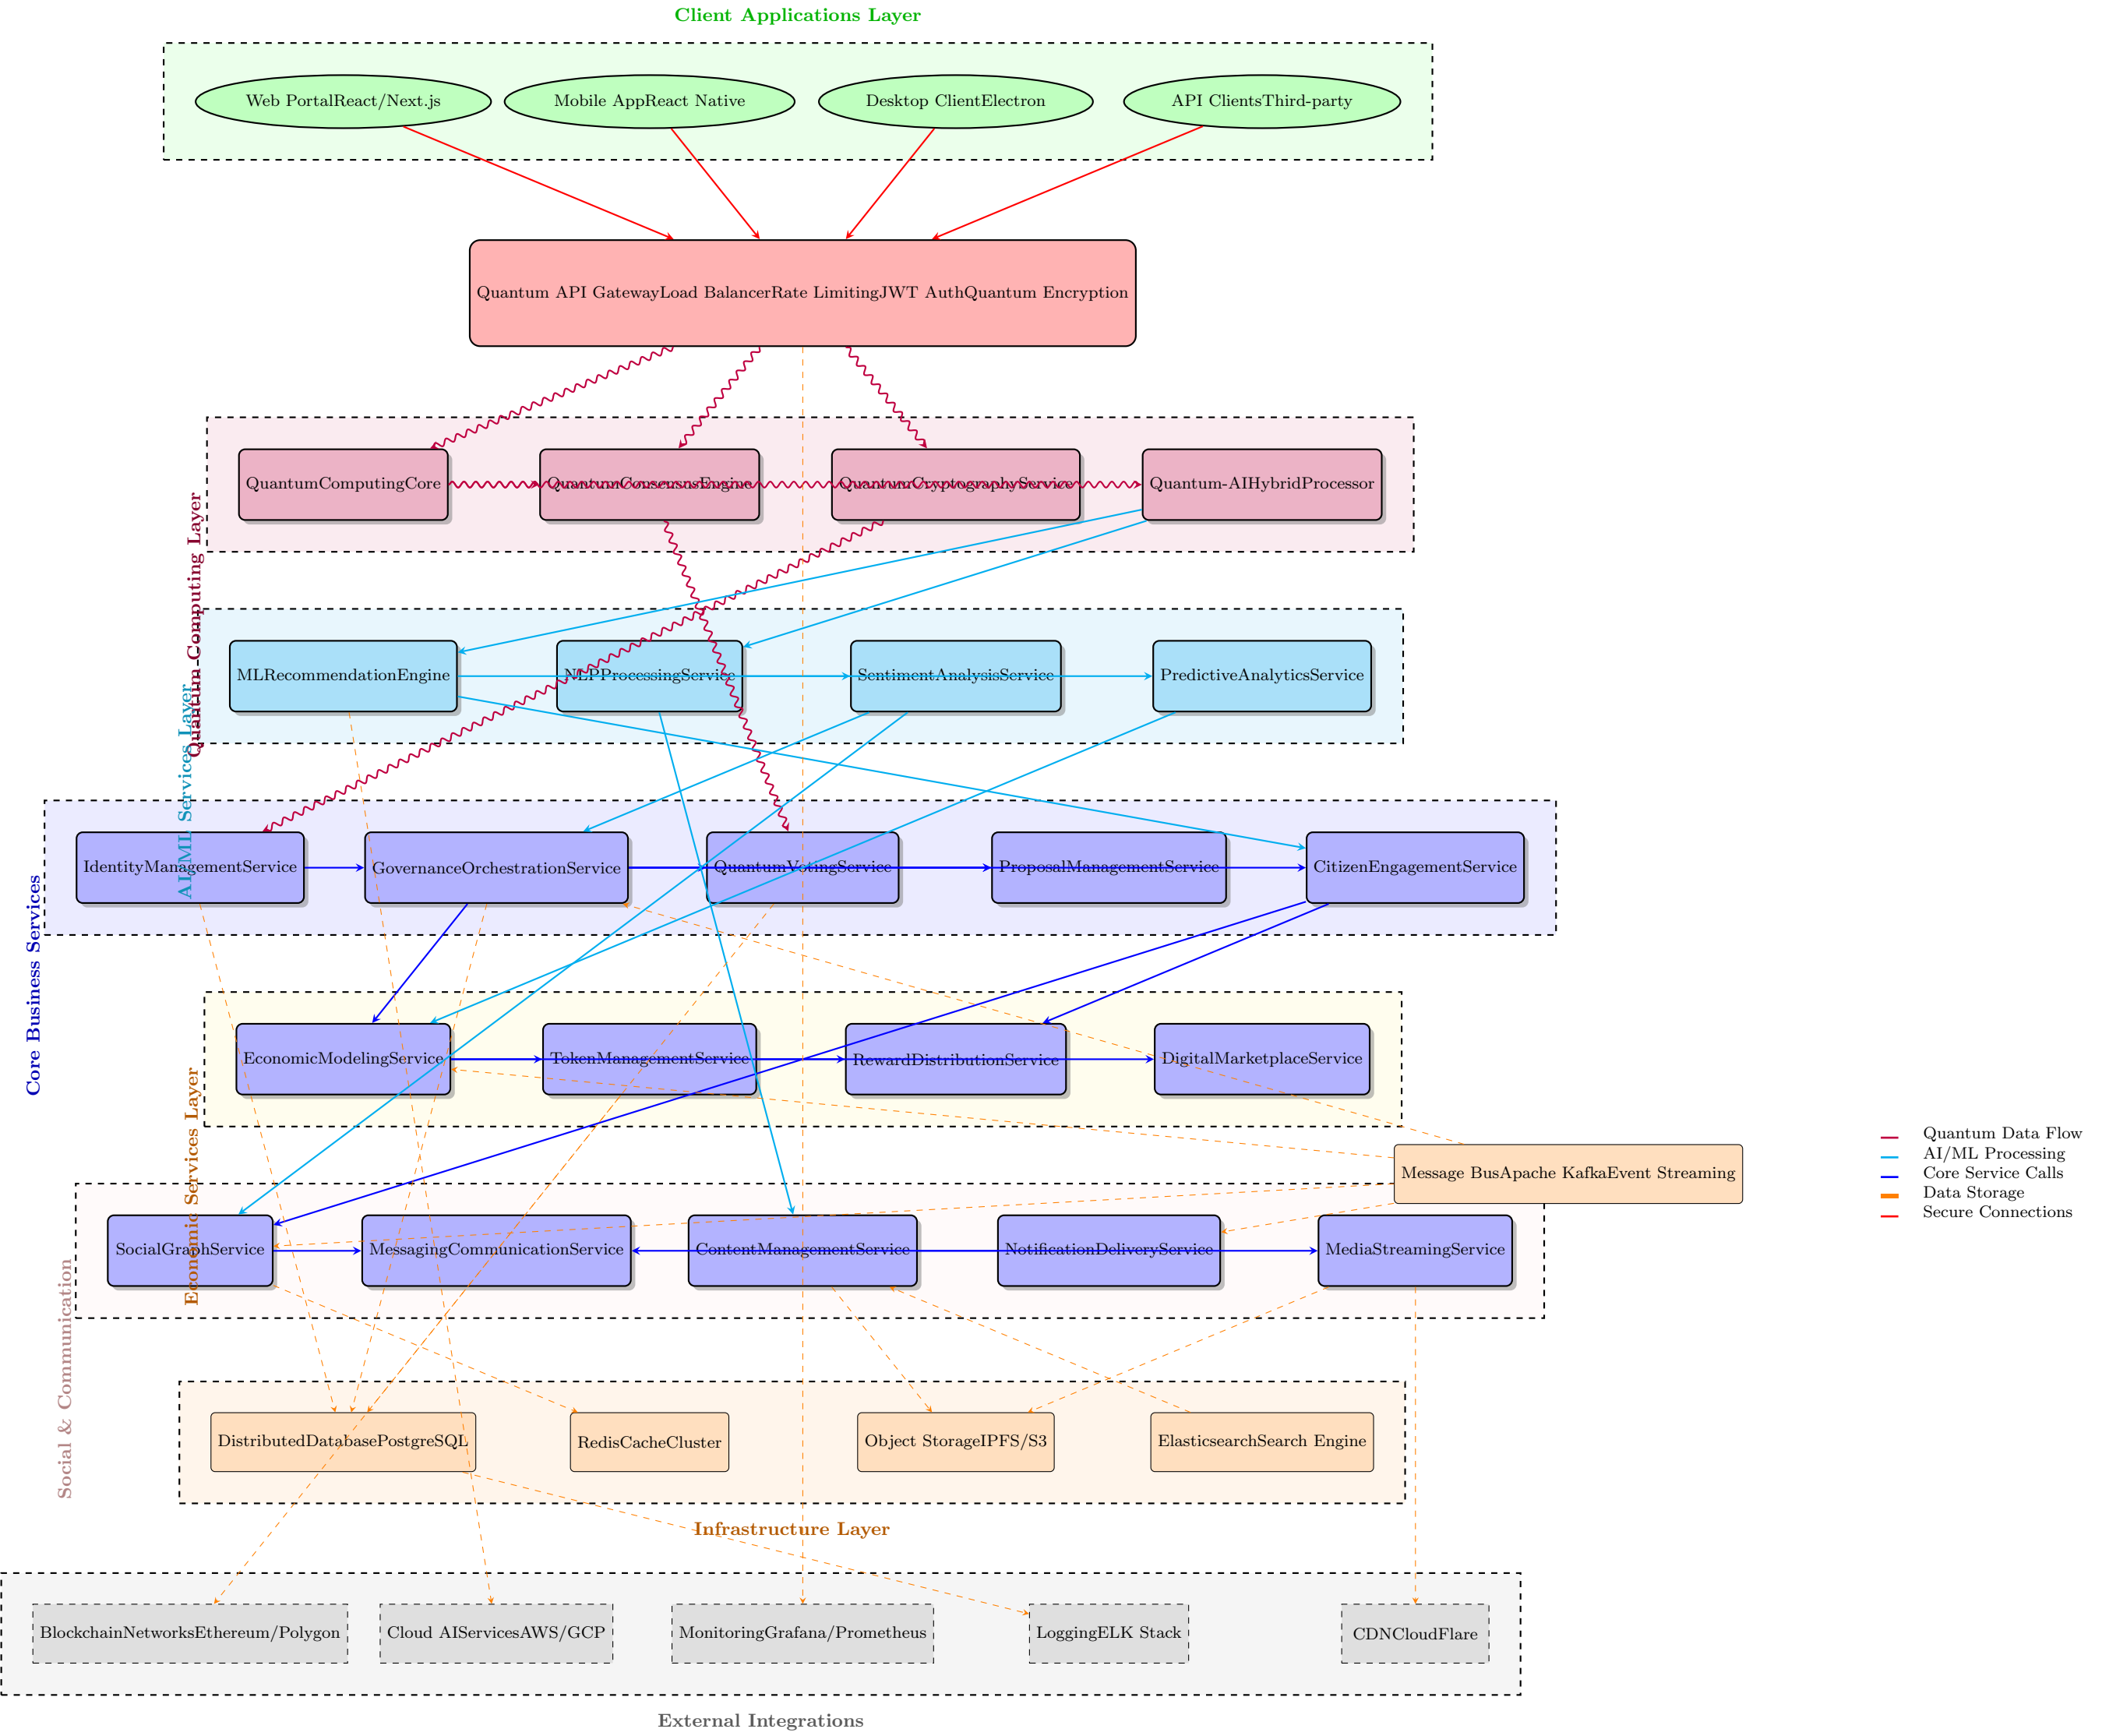 Client Applications Layer
Web PortalReact/Next.js
Mobile AppReact Native
Desktop ClientElectron
API ClientsThird-party
Quantum API GatewayLoad BalancerRate LimitingJWT AuthQuantum Encryption
Quantum Computing Layer
QuantumComputingCore
QuantumConsensusEngine
QuantumCryptographyService
Quantum-AIHybridProcessor
AI/ML Services Layer
MLRecommendationEngine
NLPProcessingService
SentimentAnalysisService
PredictiveAnalyticsService
Core Business Services
IdentityManagementService
GovernanceOrchestrationService
QuantumVotingService
ProposalManagementService
CitizenEngagementService
Economic Services Layer
EconomicModelingService
TokenManagementService
RewardDistributionService
DigitalMarketplaceService
Message BusApache KafkaEvent Streaming
Quantum Data Flow
AI/ML Processing
Core Service Calls
Data Storage
Secure Connections
Social & Communication
SocialGraphService
MessagingCommunicationService
ContentManagementService
NotificationDeliveryService
MediaStreamingService
DistributedDatabasePostgreSQL
RedisCacheCluster
Object StorageIPFS/S3
ElasticsearchSearch Engine
Infrastructure Layer
BlockchainNetworksEthereum/Polygon
Cloud AIServicesAWS/GCP
MonitoringGrafana/Prometheus
LoggingELK Stack
CDNCloudFlare
External Integrations